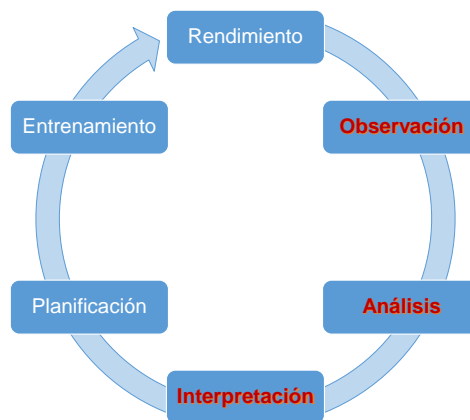 Rendimiento
Observación
Análisis
Interpretación
Planificación
Entrenamiento